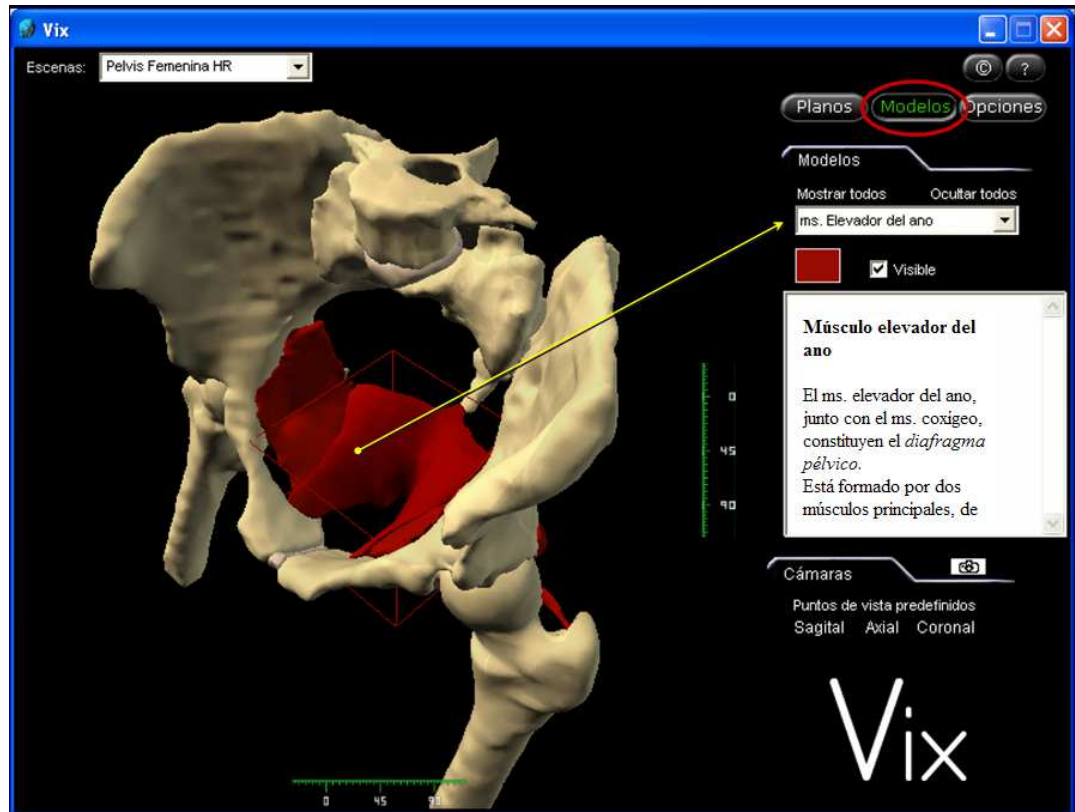 Vix
Escenas: Pelvis Femenina HR
© ?
Planos Modelos Opciones
Modelos
Mostrar todos Ocultar todos
ms. Elevador del ano
Visible
Músculo elevador del
ano
El ms. elevador del ano,
junto con el ms. coxigeo,
constituyen el diafragma
pélvico.
Está formado por dos
músculos principales, de
0
45
90
Cámaras
Puntos de vista predefinidos
Sagital Axial Coronal
Vix
0 45 90